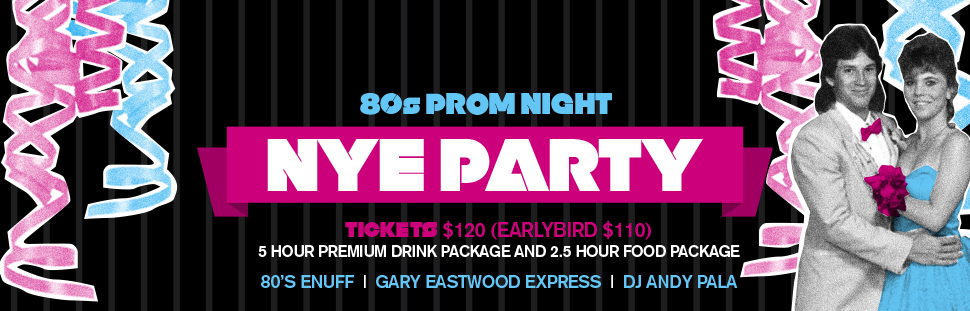 80s PROM NIGHT
NYE PARTY
TICKETS $120 (EARLYBIRD $110)
5 HOUR PREMIUM DRINK PACKAGE AND 2.5 HOUR FOOD PACKAGE
80'S ENUFF | GARY EASTWOOD EXPRESS | DJ ANDY PALA